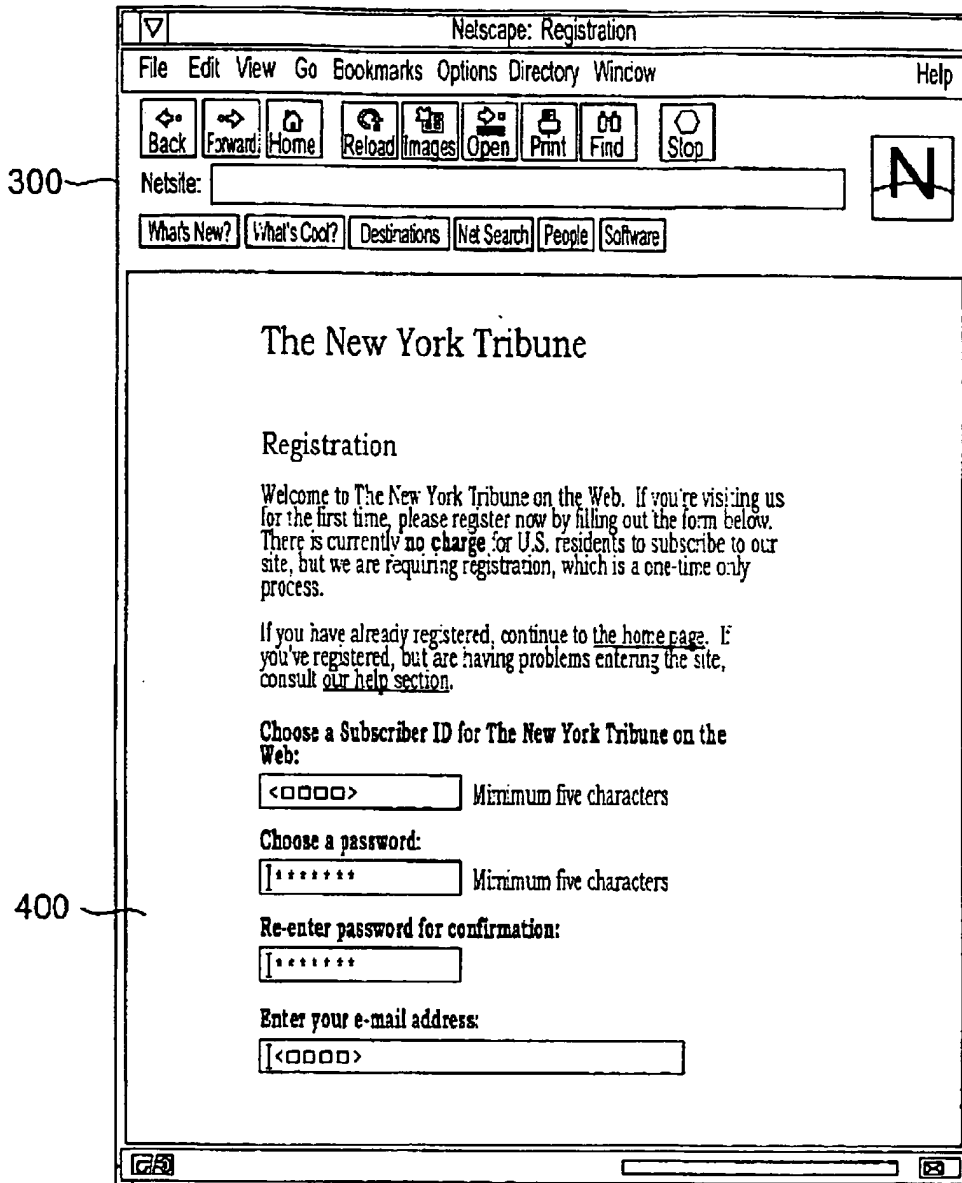 Netscape: Registration
File Edit View Go Bookmarks Options Directory Window Help
Back Forward Home Reload Images Open Print Find Stop
N
300
Netsite:
What's New? What's Cool? Destinations Net Search People Software
The New York Tribune
Registration
Welcome to The New York Tribune on the Web. If you're visiting us
for the first time, please register now by filling out the form below.
There is currently no charge for U.S. residents to subscribe to our
site, but we are requiring registration, which is a one-time only
process.
If you have already registered, continue to the home page. If
you've registered, but are having problems entering the site,
consult our help section.
Choose a Subscriber ID for The New York Tribune on the
Web:
<□□□□> Minimum five characters
Choose a password:
******* Minimum five characters
400
Re-enter password for confirmation:
*******
Enter your e-mail address:
<□□□□>